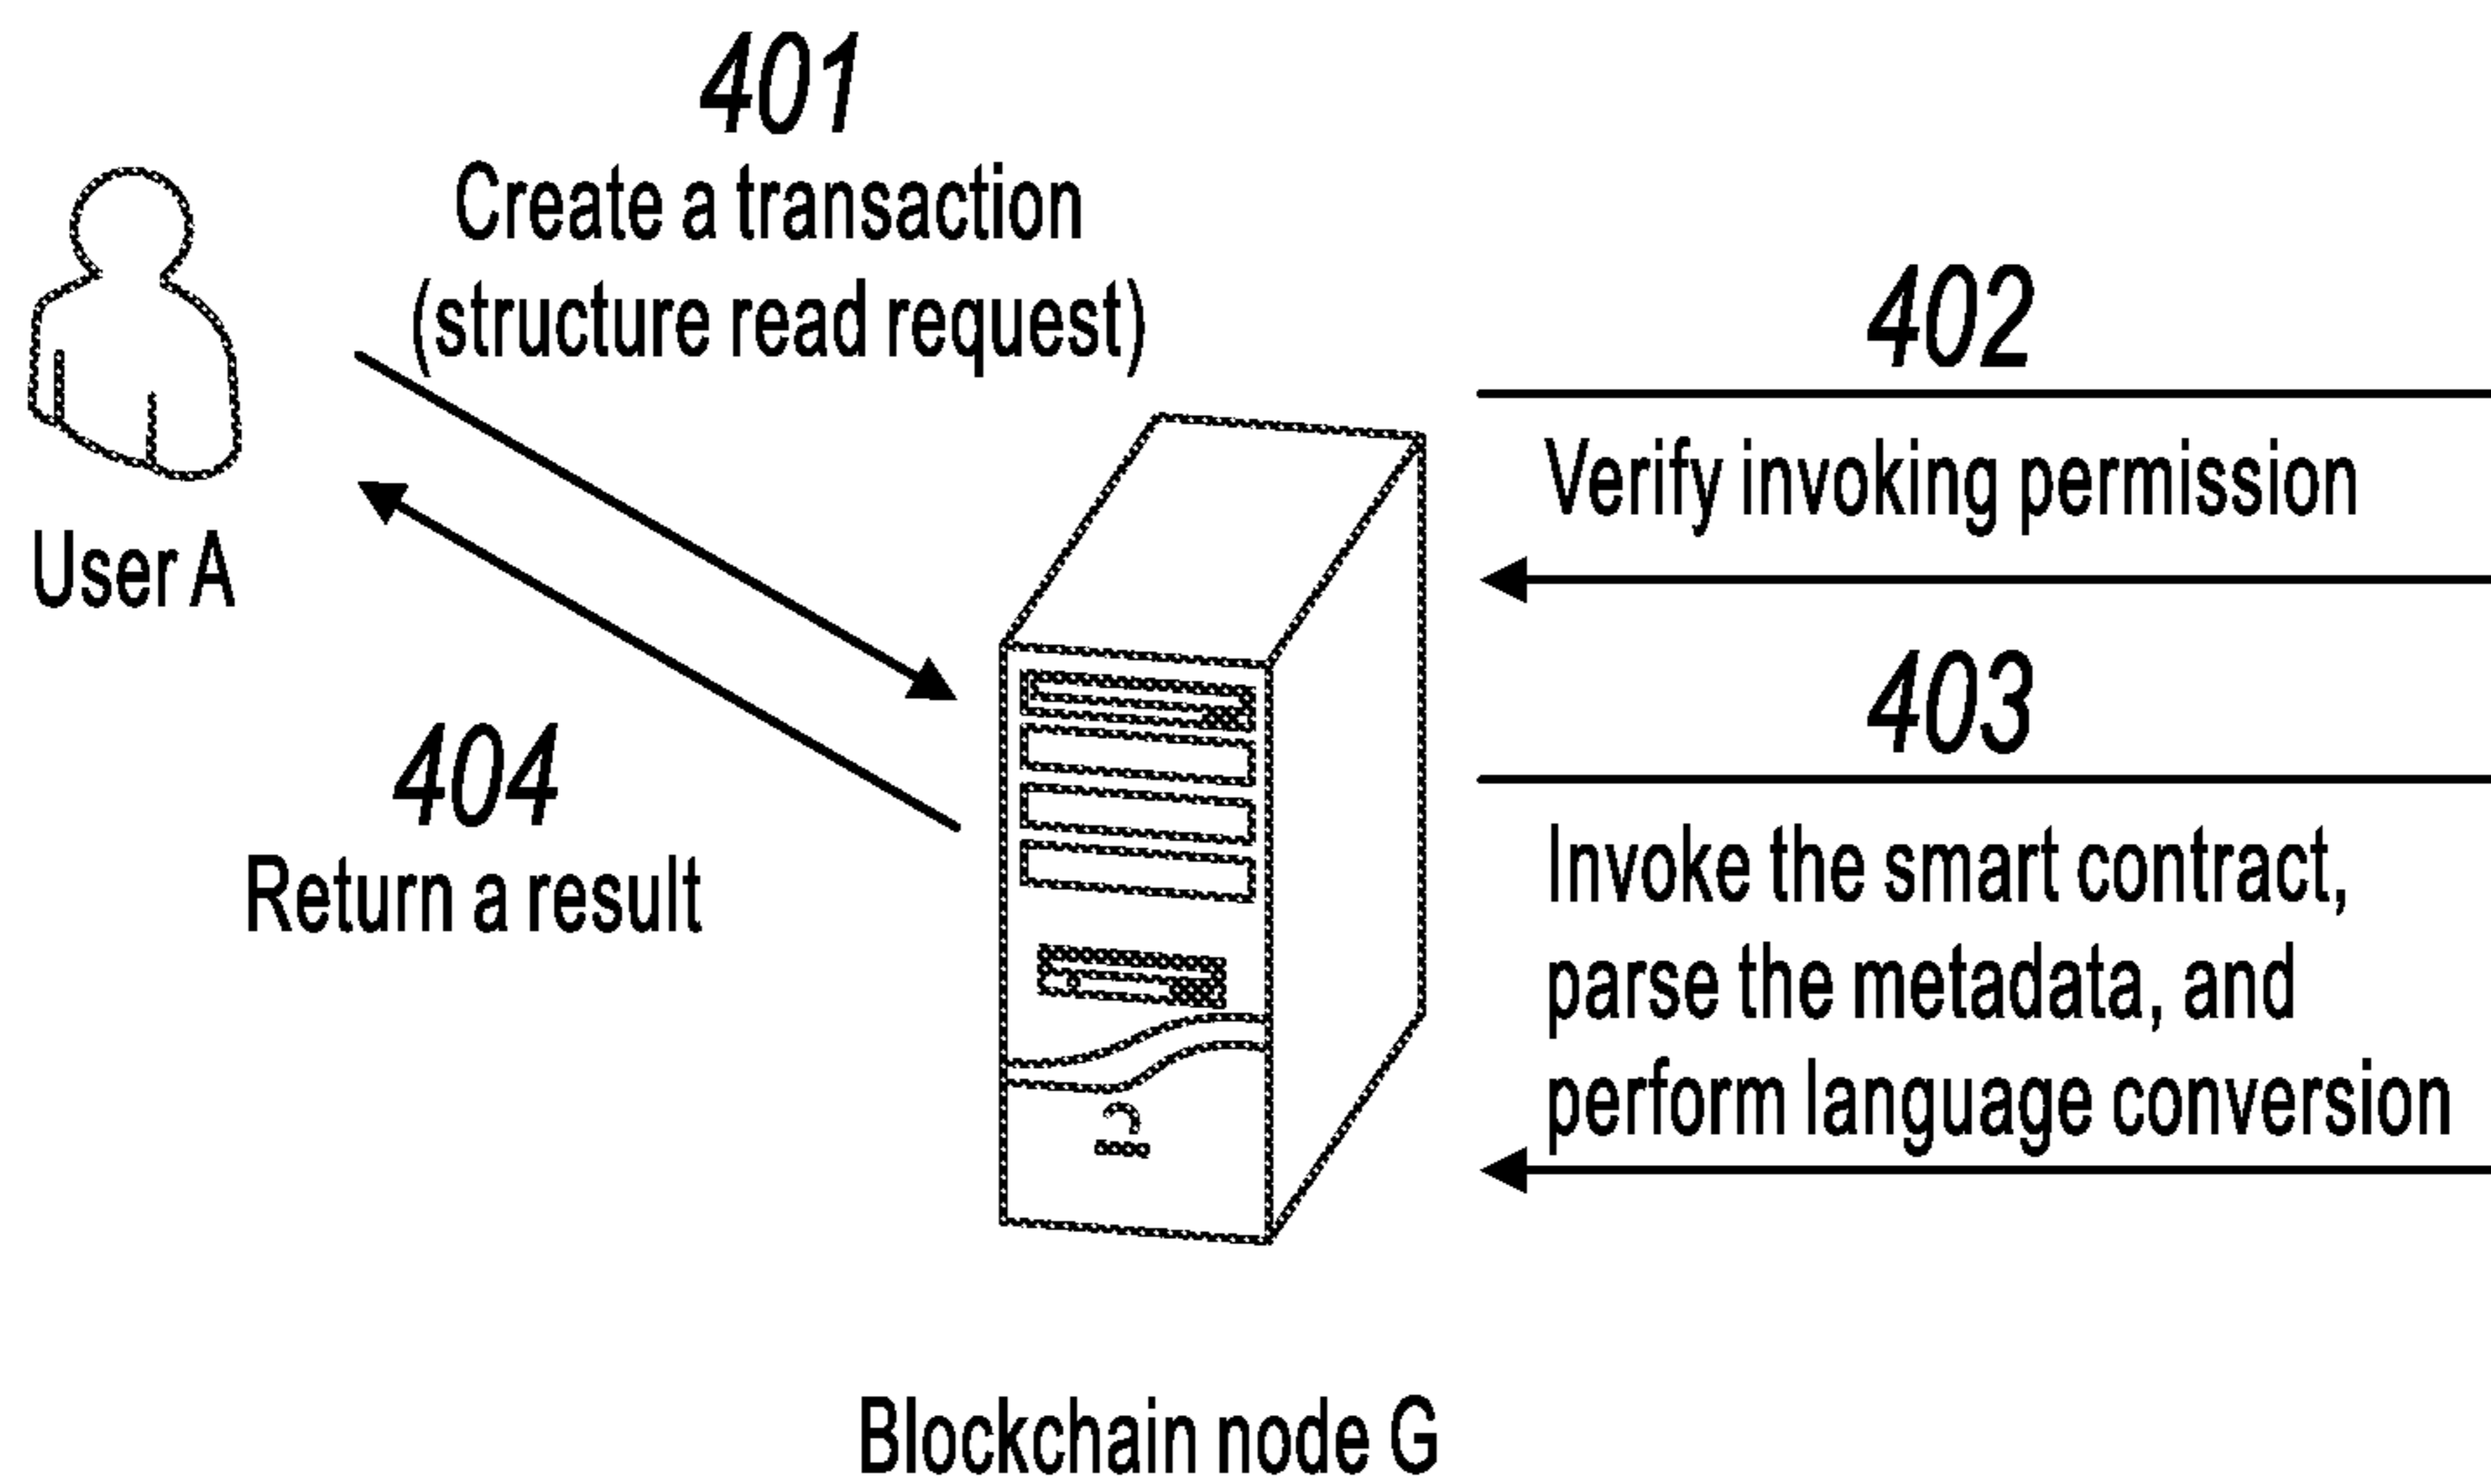 401
Create a transaction
(structure read request)
User A
402
Verify invoking permission
403
Invoke the smart contract,
parse the metadata, and
perform language conversion
404
Return a result
Blockchain node G